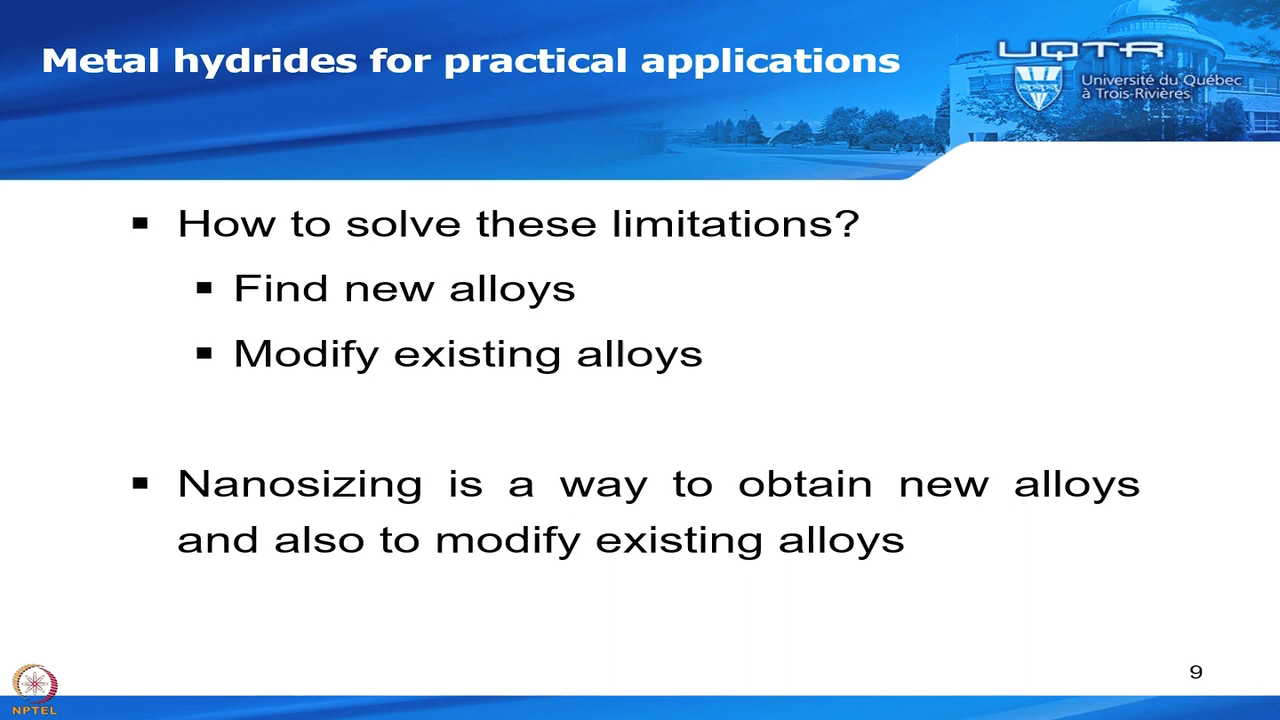 Metal hydrides for practical applications
UQTR
Université du Québec
à Trois-Rivières
▪ How to solve these limitations?
▪ Find new alloys
▪ Modify existing alloys
▪ Nanosizing is a way to obtain new alloys
and also to modify existing alloys
9
NPTEL